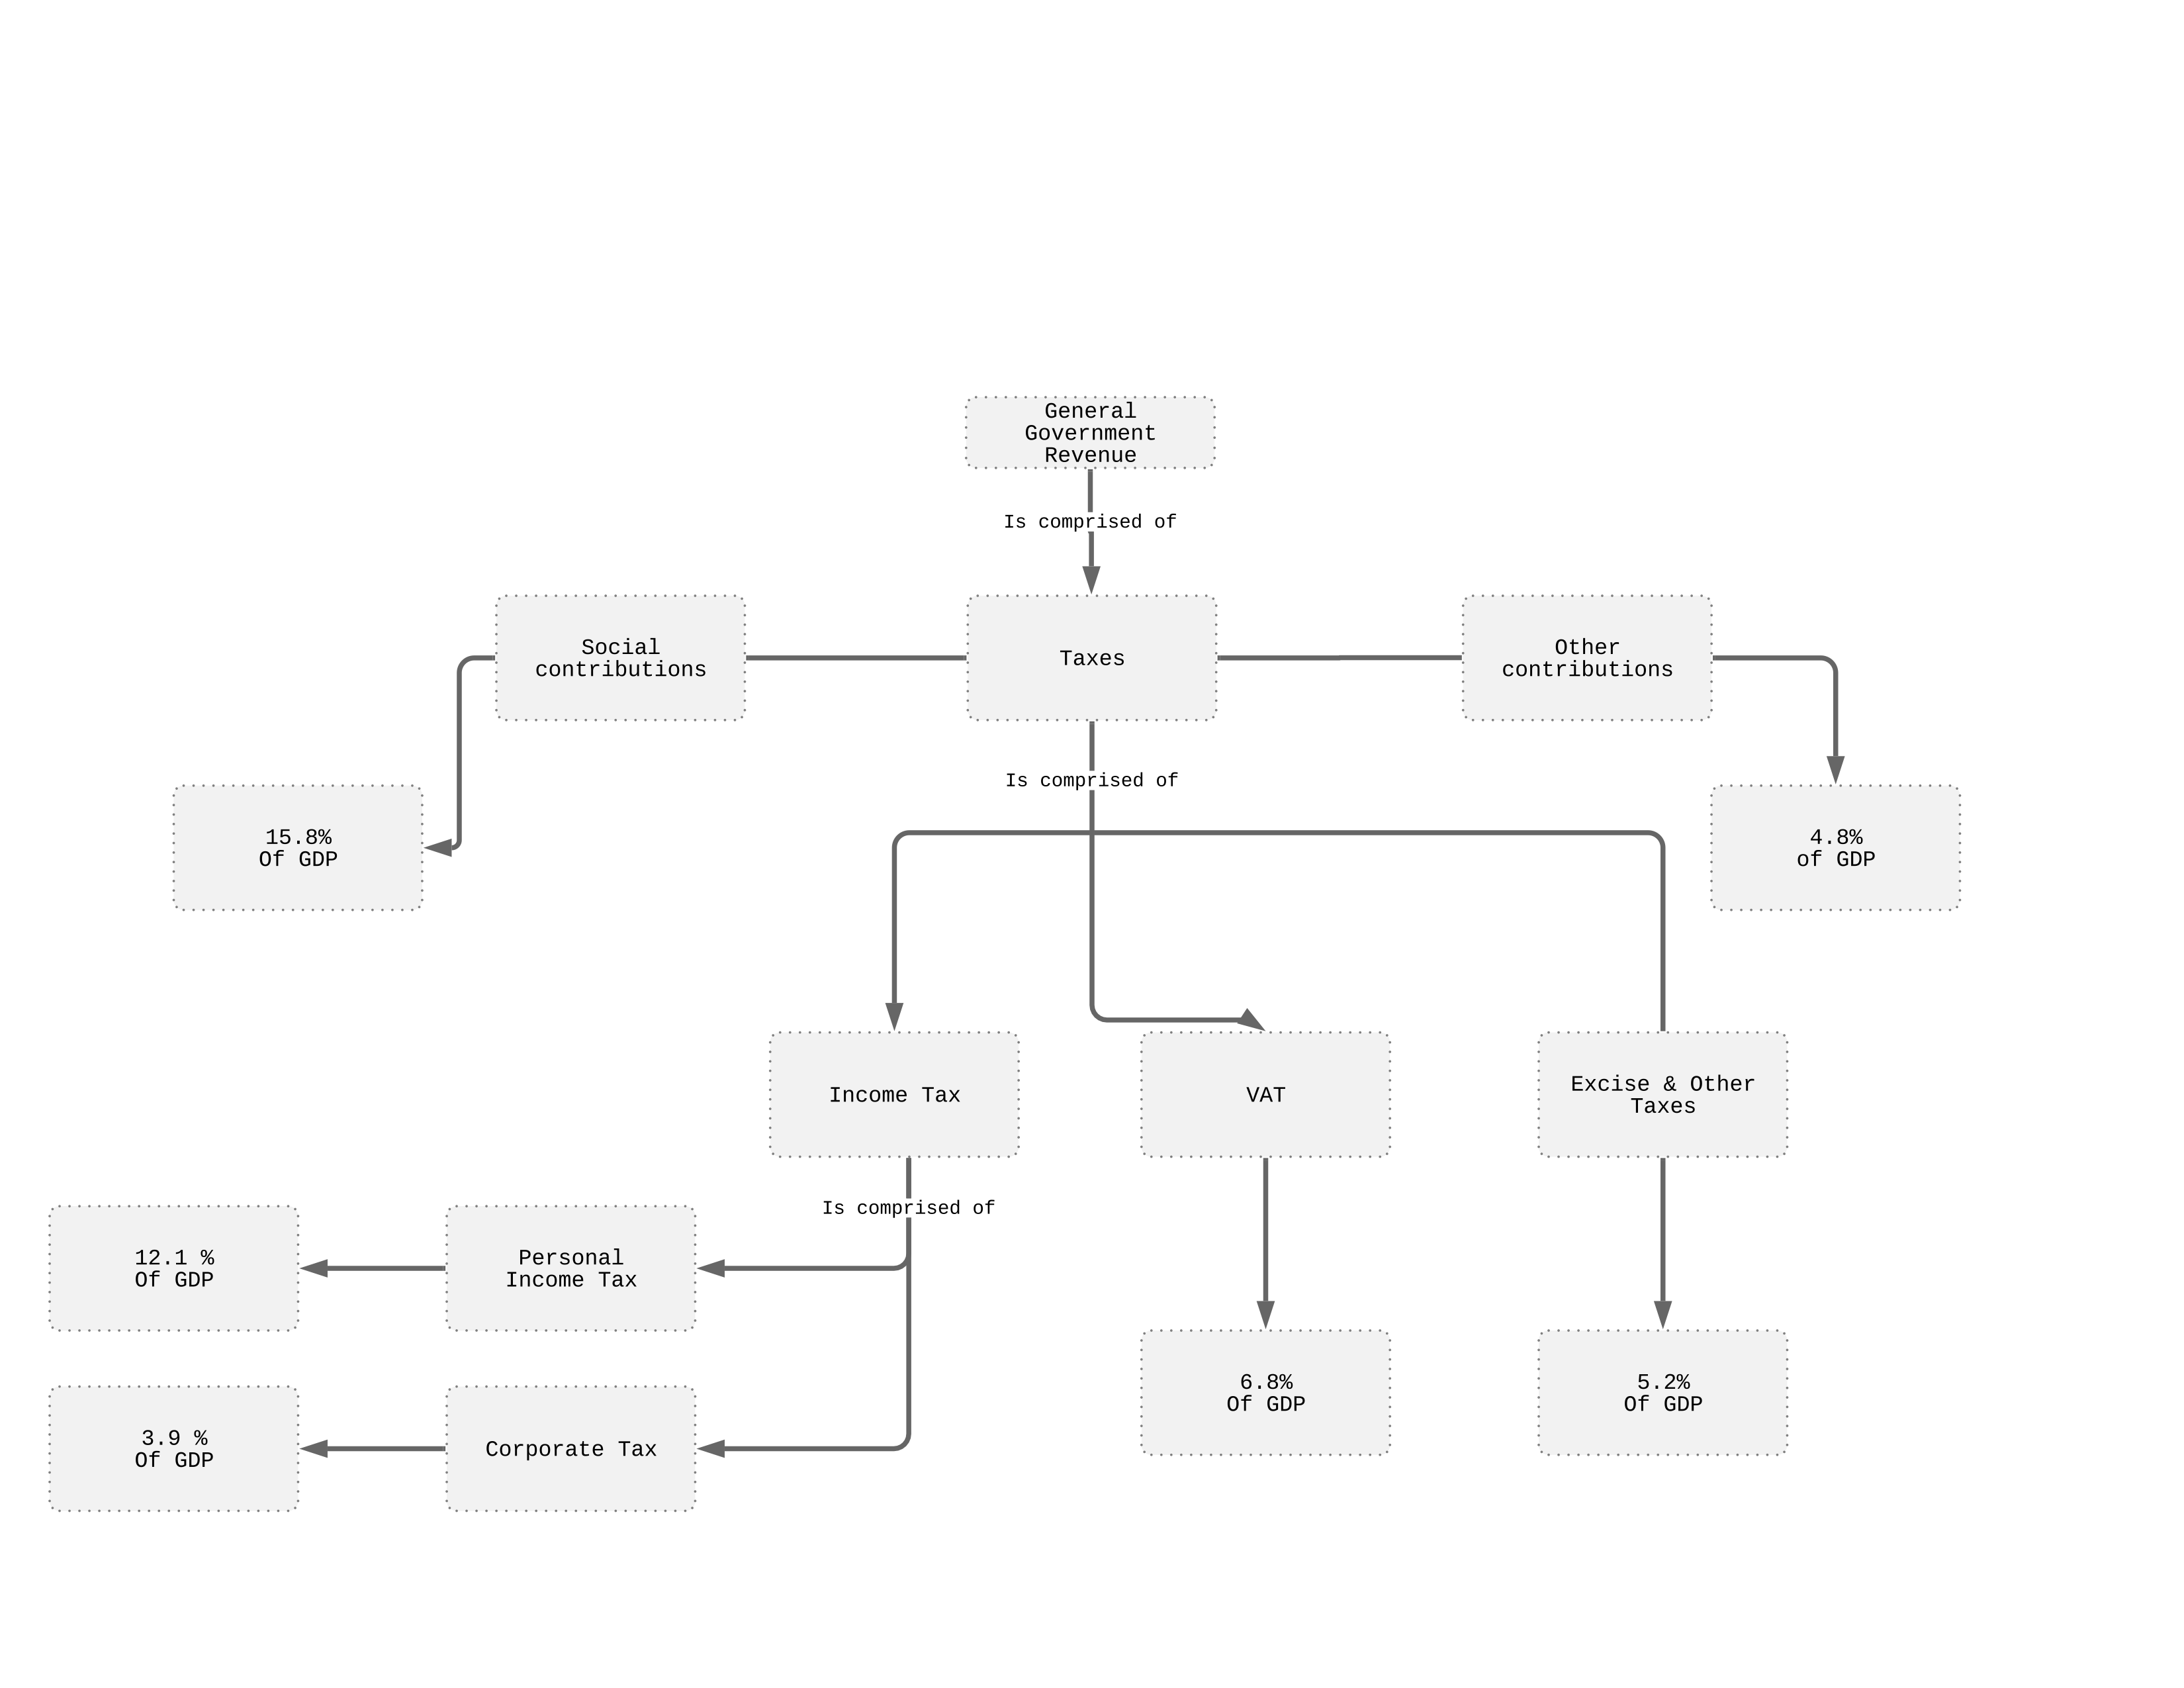 General
Government
Revenue
Is comprised of
Social
contributions
Taxes
Other
contributions
Is comprised of
15.8%
Of GDP
4.8%
of GDP
Income Tax
VAT
Excise & Other
Taxes
Is comprised of
12.1 %
Of GDP
Personal
Income Tax
6.8%
Of GDP
5.2%
Of GDP
3.9 %
Of GDP
Corporate Tax